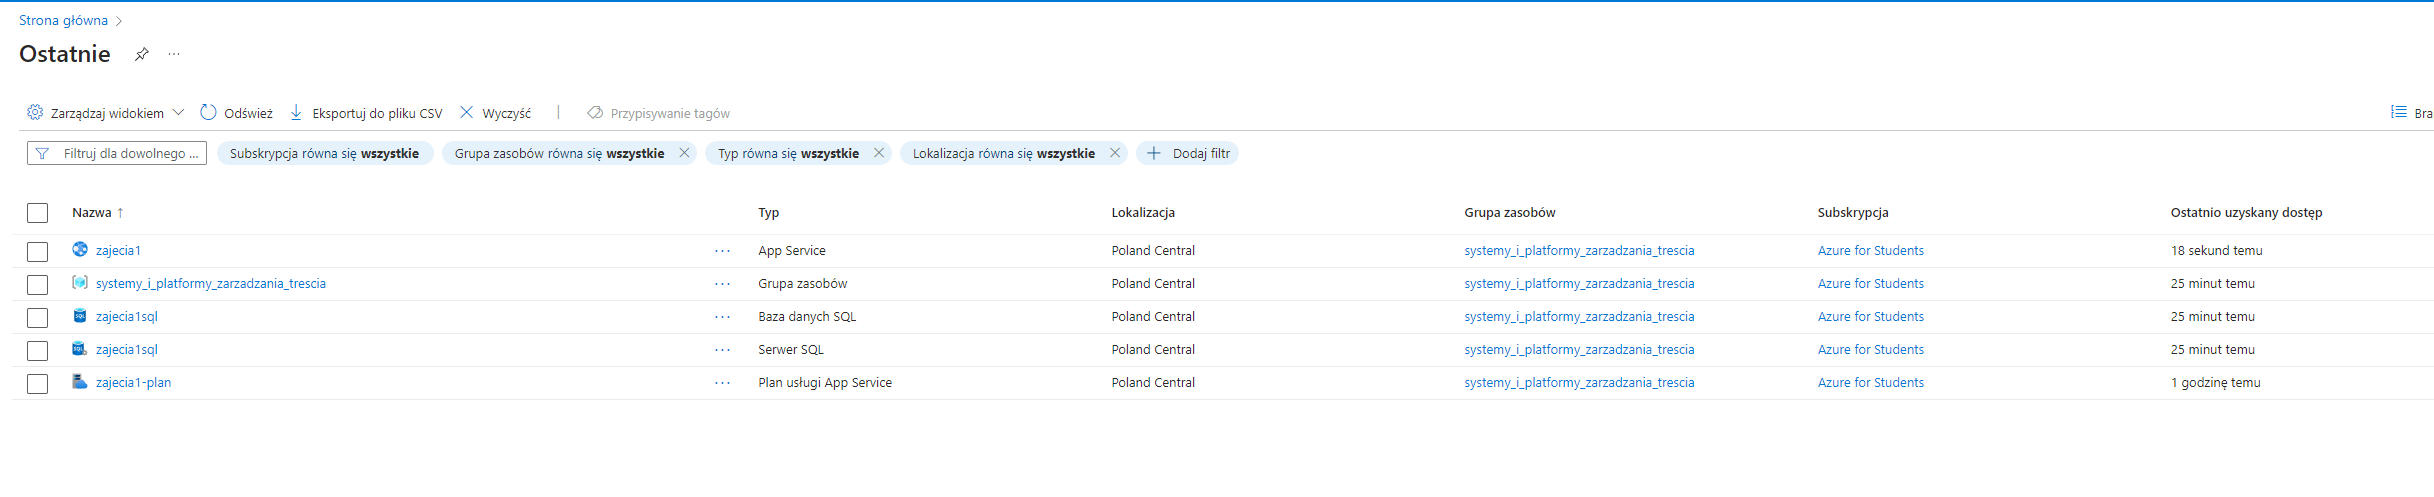 Strona główna
Ostatnie
Zarządzaj widokiem Odśwież Eksportuj do pliku CSV Wyczyść Przypisywanie tagów Bra
Filtruj dla dowolnego ... Subskrypcja równa się wszystkie Grupa zasobów równa się wszystkie Typ równa się wszystkie Lokalizacja równa się wszystkie Dodaj filtr
Nazwa ↑ Typ Lokalizacja Grupa zasobów Subskrypcja Ostatnio uzyskany dostęp
zajecia1 App Service Poland Central systemy_i_platformy_zarzadzania_trescia Azure for Students 18 sekund temu
systemy_i_platformy_zarzadzania_trescia Grupa zasobów Poland Central systemy_i_platformy_zarzadzania_trescia Azure for Students 25 minut temu
zajecia1sql Baza danych SQL Poland Central systemy_i_platformy_zarzadzania_trescia Azure for Students 25 minut temu
zajecia1sql Serwer SQL Poland Central systemy_i_platformy_zarzadzania_trescia Azure for Students 25 minut temu
zajecia1-plan Plan usługi App Service Poland Central systemy_i_platformy_zarzadzania_trescia Azure for Students 1 godzinę temu